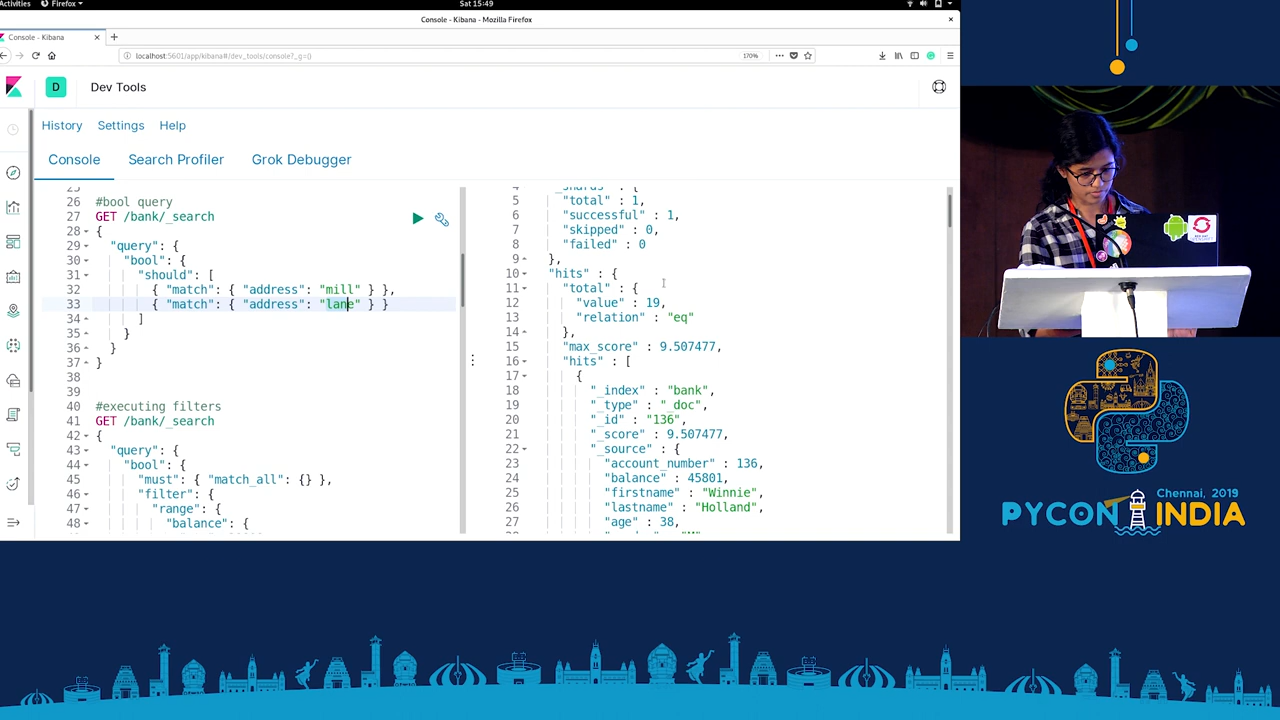 Activities
Firefox
Sat 15:49
Console - Kibana - Mozilla Firefox
Console - Kibana
localhost:5601/app/kibana#/dev_tools/console?_g=()
170%
D
Dev Tools
History Settings Help
Console Search Profiler Grok Debugger
25
26 #bool query
27 GET /bank/_search
28 {
29 "query": {
30 "bool": {
31 "should": [
32 { "match": { "address": "mill" } },
33 { "match": { "address": "lane" } }
34 ]
35 }
36 }
37 }
38
39
40 #executing filters
41 GET /bank/_search
42 {
43 "query": {
44 "bool": {
45 "must": { "match_all": {} },
46 "filter": {
47 "range": {
48 "balance": {
4 "_shards" : {
5 "total" : 1,
6 "successful" : 1,
7 "skipped" : 0,
8 "failed" : 0
9 },
10 "hits" : {
11 "total" : {
12 "value" : 19,
13 "relation" : "eq"
14 },
15 "max_score" : 9.507477,
16 "hits" : [
17 {
18 "_index" : "bank",
19 "_type" : "_doc",
20 "_id" : "136",
21 "_score" : 9.507477,
22 "_source" : {
23 "account_number" : 136,
24 "balance" : 45801,
25 "firstname" : "Winnie",
26 "lastname" : "Holland",
27 "age" : 38,
Chennai, 2019
PYCON INDIA